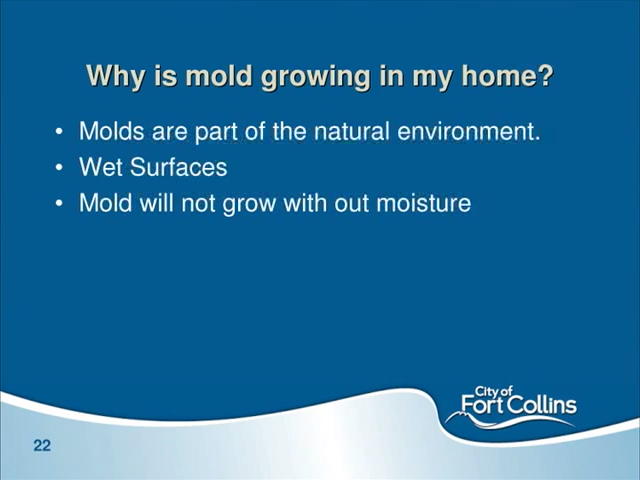 Why is mold growing in my home?
• Molds are part of the natural environment.
• Wet Surfaces
• Mold will not grow with out moisture
City of
Fort Collins
22